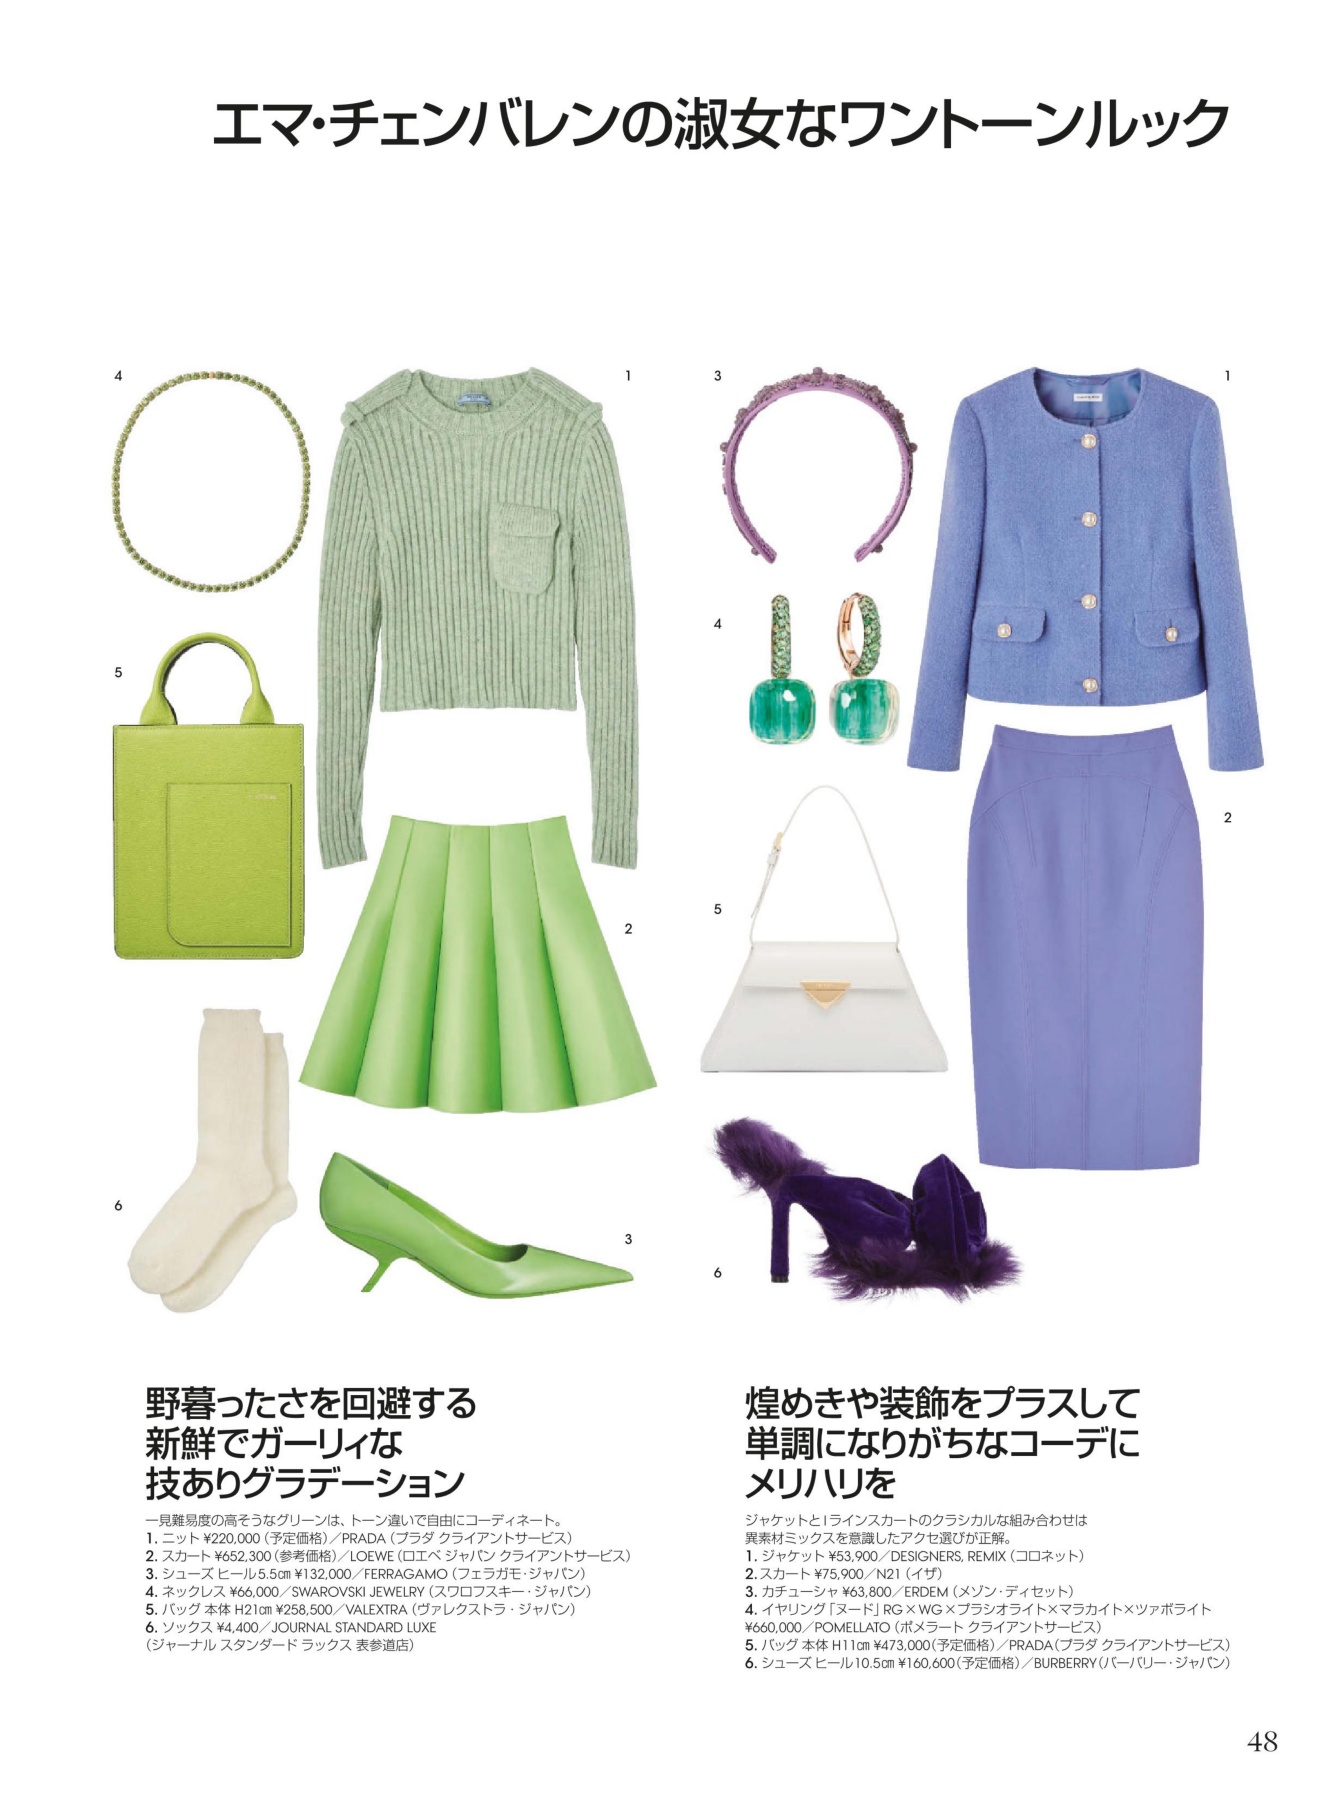 エマ・チェンバレンの淑女なワントーンルック
4
1
5
2
6
3
3
1
4
2
5
6
野暮ったさを回避する
新鮮でガーリィな
技ありグラデーション
一見難易度の高そうなグリーンは、トーン違いで自由にコーディネート。
1. ニット ¥220,000（予定価格）／PRADA（プラダ クライアントサービス）
2. スカート ¥652,300（参考価格）／LOEWE（ロエベ ジャパン クライアントサービス）
3. シューズ ヒール5.5㎝ ¥132,000／FERRAGAMO（フェラガモ・ジャパン）
4. ネックレス ¥66,000／SWAROVSKI JEWELRY（スワロフスキー・ジャパン）
5. バッグ 本体 H21㎝ ¥258,500／VALEXTRA（ヴァレクストラ・ジャパン）
6. ソックス ¥4,400／JOURNAL STANDARD LUXE
（ジャーナル スタンダード ラックス 表参道店）
煌めきや装飾をプラスして
単調になりがちなコーデに
メリハリを
ジャケットとIラインスカートのクラシカルな組み合わせは
異素材ミックスを意識したアクセ選びが正解。
1. ジャケット ¥53,900／DESIGNERS, REMIX（コロネット）
2.スカート ¥75,900／N21（イザ）
3. カチューシャ ¥63,800／ERDEM（メゾン・ディセット）
4. イヤリング「ヌード」RG×WG×プラシオライト×マラカイト×ツァボライト
¥660,000／POMELLATO（ポメラート クライアントサービス）
5. バッグ 本体 H11㎝ ¥473,000（予定価格）／PRADA（プラダ クライアントサービス）
6. シューズ ヒール10.5㎝ ¥160,600（予定価格）／BURBERRY（バーバリー・ジャパン）
48